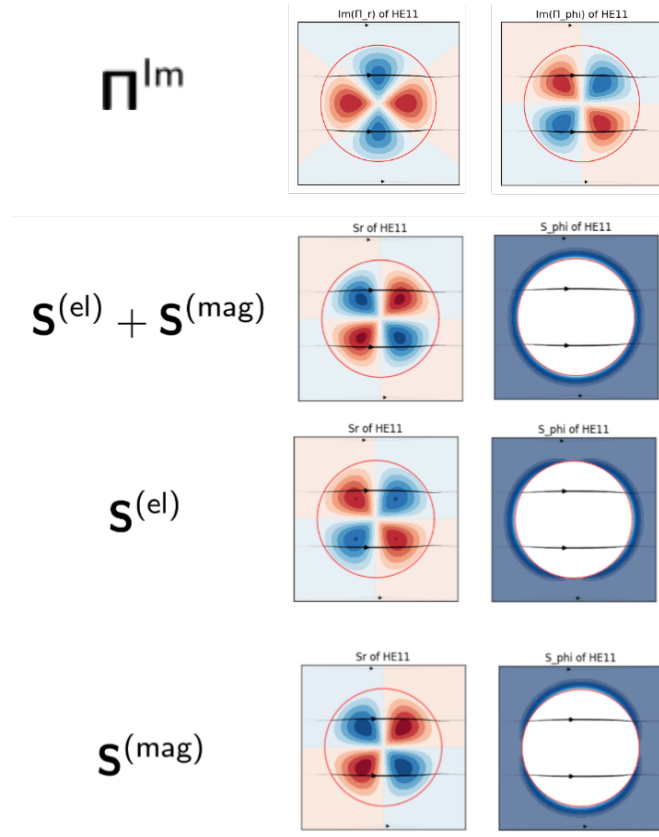 Im(Π_r) of HE11 Im(Π_phi) of HE11
Π^Im
Sr of HE11 S_phi of HE11
S^(el) + S^(mag)
Sr of HE11 S_phi of HE11
S^(el)
Sr of HE11 S_phi of HE11
S^(mag)